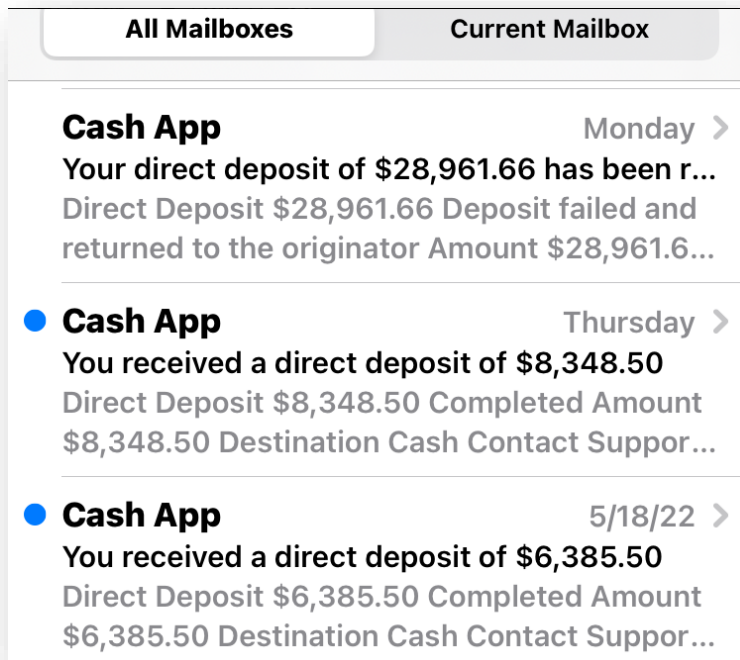 All Mailboxes Current Mailbox
Cash App Monday
Your direct deposit of $28,961.66 has been r...
Direct Deposit $28,961.66 Deposit failed and
returned to the originator Amount $28,961.6...
Cash App Thursday
You received a direct deposit of $8,348.50
Direct Deposit $8,348.50 Completed Amount
$8,348.50 Destination Cash Contact Suppor...
Cash App 5/18/22
You received a direct deposit of $6,385.50
Direct Deposit $6,385.50 Completed Amount
$6,385.50 Destination Cash Contact Suppor...